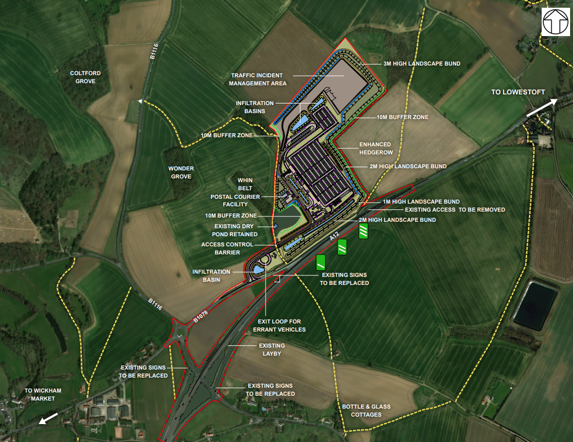 B1116
3M HIGH LANDSCAPE BUND
COLTFORD
GROVE
TRAFFIC INCIDENT
MANAGEMENT AREA
TO LOWESTOFT
INFILTRATION
BASINS
10M BUFFER ZONE
10M BUFFER ZONE
ENHANCED
HEDGEROW
WONDER
GROVE
2M HIGH LANDSCAPE BUND
WHIN
BELT
POSTAL COURIER
FACILITY
1M HIGH LANDSCAPE BUND
EXISTING ACCESS TO BE REMOVED
10M BUFFER ZONE
2M HIGH LANDSCAPE BUND
EXISTING DRY
POND RETAINED
A12
ACCESS CONTROL
BARRIER
INFILTRATION
BASIN
EXISTING SIGNS
TO BE REPLACED
B1116
B1078
EXIT LOOP FOR
ERRANT VEHICLES
EXISTING
LAYBY
EXISTING SIGNS
TO BE REPLACED
EXISTING SIGNS
TO BE REPLACED
TO WICKHAM
MARKET
BOTTLE & GLASS
COTTAGES